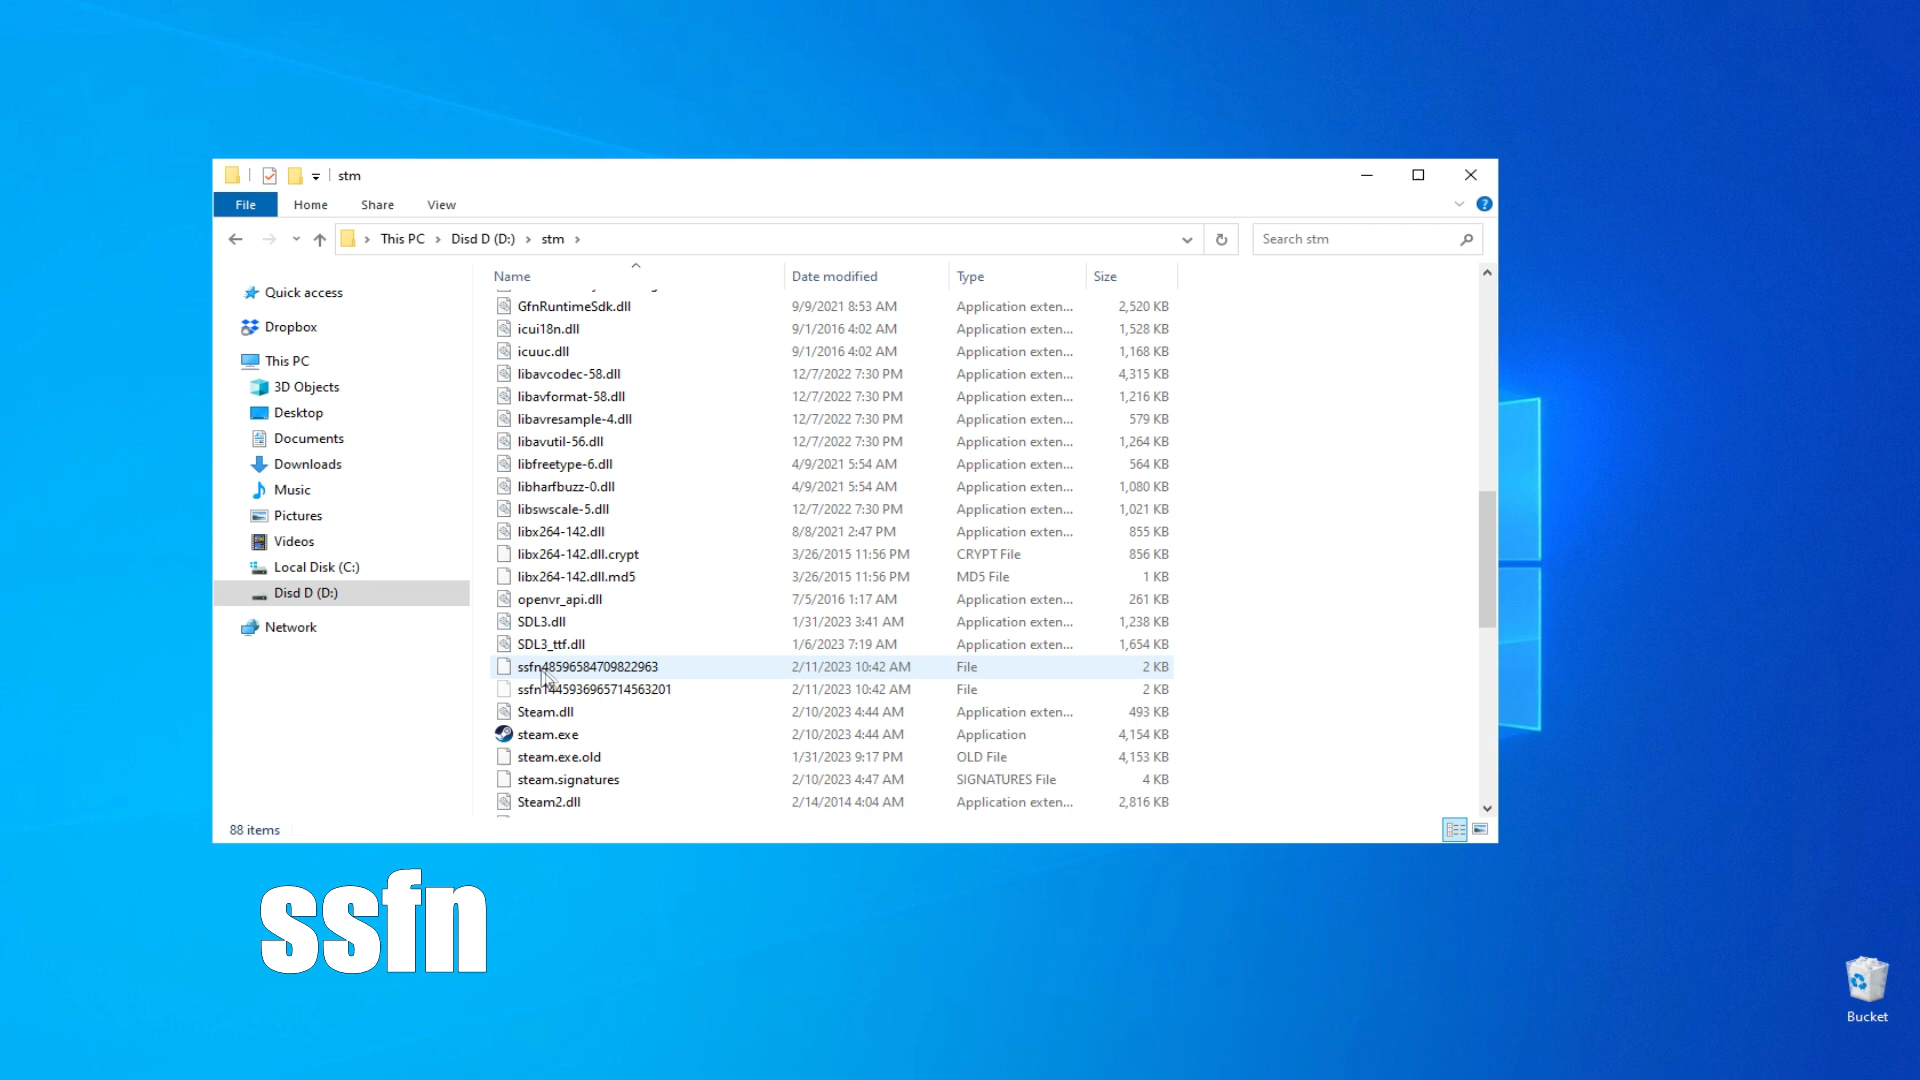 stm
File Home Share View
This PC Disd D (D:) stm
Search stm
Name Date modified Type Size
Quick access
Dropbox
This PC
3D Objects
Desktop
Documents
Downloads
Music
Pictures
Videos
Local Disk (C:)
Disd D (D:)
Network
GfnRuntimeSdk.dll 9/9/2021 8:53 AM Application exten... 2,520 KB
icui18n.dll 9/1/2016 4:02 AM Application exten... 1,528 KB
icuuc.dll 9/1/2016 4:02 AM Application exten... 1,168 KB
libavcodec-58.dll 12/7/2022 7:30 PM Application exten... 4,315 KB
libavformat-58.dll 12/7/2022 7:30 PM Application exten... 1,216 KB
libavresample-4.dll 12/7/2022 7:30 PM Application exten... 579 KB
libavutil-56.dll 12/7/2022 7:30 PM Application exten... 1,264 KB
libfreetype-6.dll 4/9/2021 5:54 AM Application exten... 564 KB
libharfbuzz-0.dll 4/9/2021 5:54 AM Application exten... 1,080 KB
libswscale-5.dll 12/7/2022 7:30 PM Application exten... 1,021 KB
libx264-142.dll 8/8/2021 2:47 PM Application exten... 855 KB
libx264-142.dll.crypt 3/26/2015 11:56 PM CRYPT File 856 KB
libx264-142.dll.md5 3/26/2015 11:56 PM MD5 File 1 KB
openvr_api.dll 7/5/2016 1:17 AM Application exten... 261 KB
SDL3.dll 1/31/2023 3:41 AM Application exten... 1,238 KB
SDL3_ttf.dll 1/6/2023 7:19 AM Application exten... 1,654 KB
ssfn48596584709822963 2/11/2023 10:42 AM File 2 KB
ssfn1445936965714563201 2/11/2023 10:42 AM File 2 KB
Steam.dll 2/10/2023 4:44 AM Application exten... 493 KB
steam.exe 2/10/2023 4:44 AM Application 4,154 KB
steam.exe.old 1/31/2023 9:17 PM OLD File 4,153 KB
steam.signatures 2/10/2023 4:47 AM SIGNATURES File 4 KB
Steam2.dll 2/14/2014 4:04 AM Application exten... 2,816 KB
88 items
ssfn
Bucket